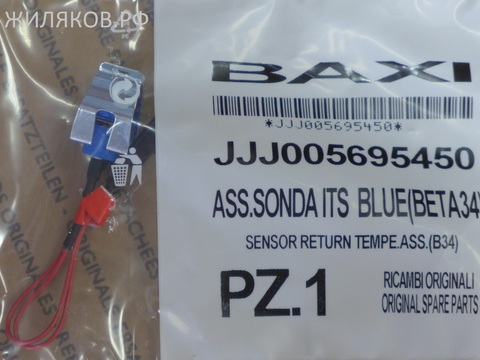 ЖИЛЯКОВ.РФ
BAXI
*JJJ005695450*
JJJ005695450
ASS.SONDA ITS BLUE(BETA34)
SENSOR RETURN TEMPE.ASS.(B34)
PZ.1
RICAMBI ORIGINALI
ORIGINAL SPARE PARTS